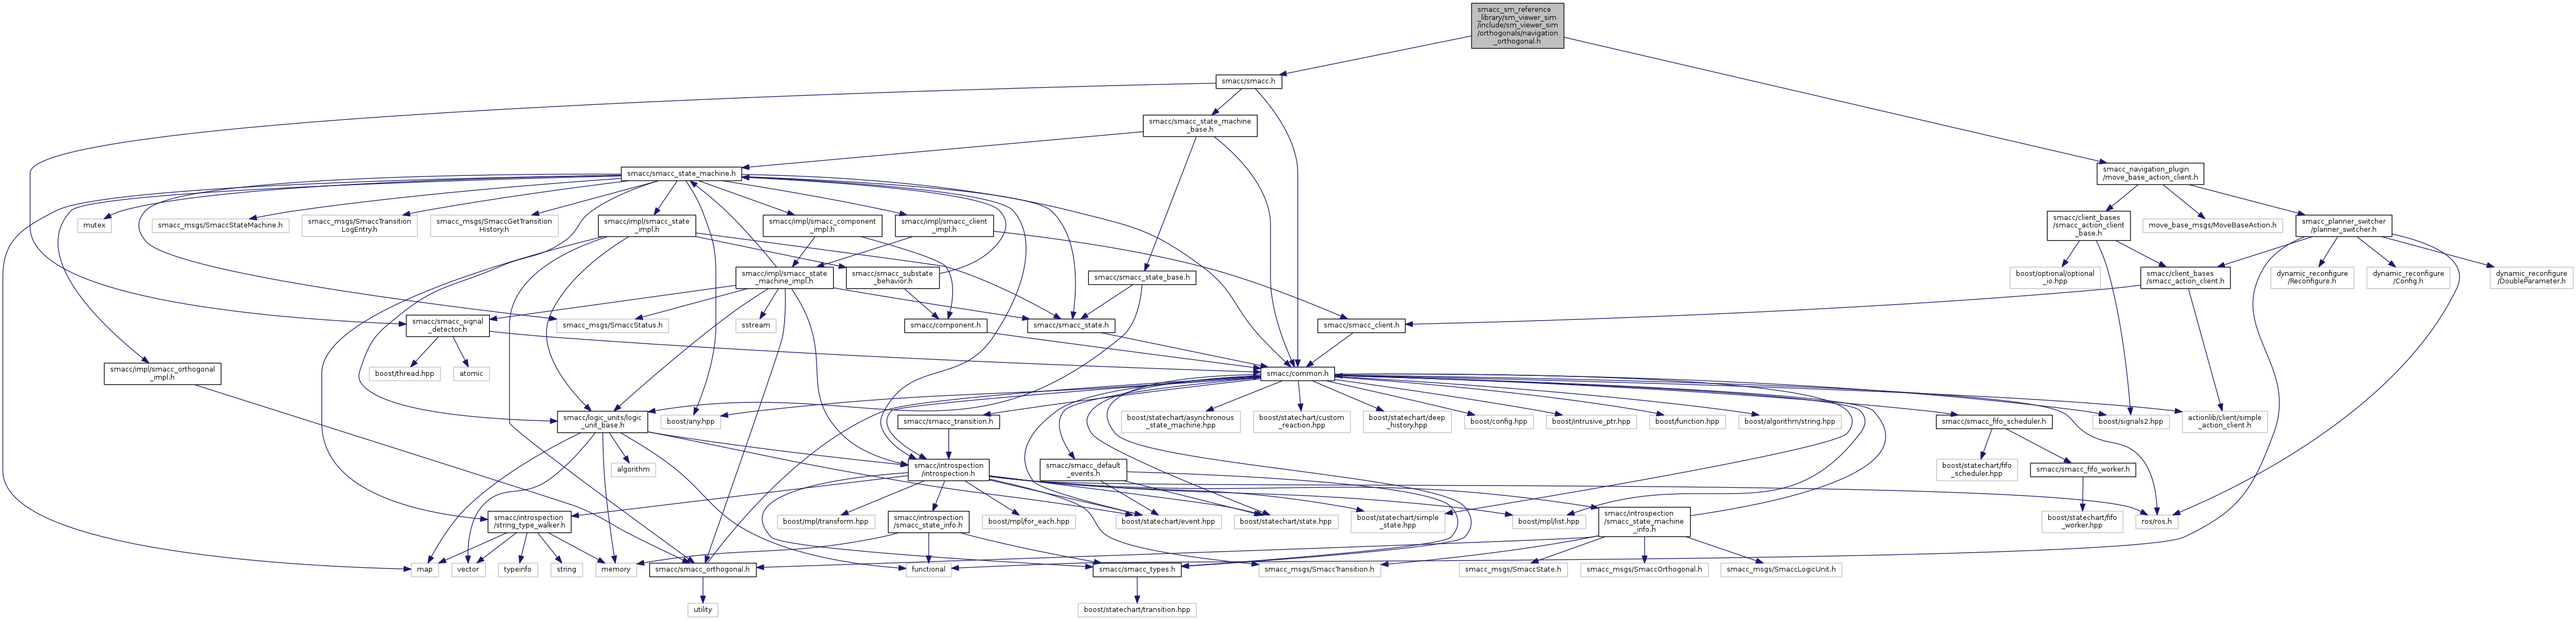 smacc_sm_reference
_library/sm_viewer_sim
/include/sm_viewer_sim
/orthogonals/navigation
_orthogonal.h
smacc/smacc.h
smacc/smacc_state_machine
_base.h
smacc/smacc_state_machine.h
smacc_navigation_plugin
/move_base_action_client.h
mutex
smacc_msgs/SmaccStateMachine.h
smacc_msgs/SmaccTransition
LogEntry.h
smacc_msgs/SmaccGetTransition
History.h
smacc/impl/smacc_state
_impl.h
smacc/impl/smacc_component
_impl.h
smacc/impl/smacc_client
_impl.h
smacc/client_bases
/smacc_action_client
_base.h
move_base_msgs/MoveBaseAction.h
smacc_planner_switcher
/planner_switcher.h
smacc/impl/smacc_state
_machine_impl.h
smacc/smacc_substate
_behavior.h
smacc/smacc_state_base.h
boost/optional/optional
_io.hpp
smacc/client_bases
/smacc_action_client.h
dynamic_reconfigure
/Reconfigure.h
dynamic_reconfigure
/Config.h
dynamic_reconfigure
/DoubleParameter.h
smacc/smacc_signal
_detector.h
smacc_msgs/SmaccStatus.h
sstream
smacc/component.h
smacc/smacc_state.h
smacc/smacc_client.h
smacc/impl/smacc_orthogonal
_impl.h
boost/thread.hpp
atomic
smacc/common.h
smacc/logic_units/logic
_unit_base.h
boost/any.hpp
smacc/smacc_transition.h
boost/statechart/asynchronous
_state_machine.hpp
boost/statechart/custom
_reaction.hpp
boost/statechart/deep
_history.hpp
boost/config.hpp
boost/intrusive_ptr.hpp
boost/function.hpp
boost/algorithm/string.hpp
smacc/smacc_fifo_scheduler.h
boost/signals2.hpp
actionlib/client/simple
_action_client.h
algorithm
smacc/introspection
/introspection.h
smacc/smacc_default
_events.h
boost/statechart/fifo
_scheduler.hpp
smacc/smacc_fifo_worker.h
smacc/introspection
/string_type_walker.h
boost/mpl/transform.hpp
smacc/introspection
/smacc_state_info.h
boost/mpl/for_each.hpp
boost/statechart/event.hpp
boost/statechart/state.hpp
boost/statechart/simple
_state.hpp
boost/mpl/list.hpp
smacc/introspection
/smacc_state_machine
_info.h
boost/statechart/fifo
_worker.hpp
ros/ros.h
map
vector
typeinfo
string
memory
smacc/smacc_orthogonal.h
functional
smacc/smacc_types.h
smacc_msgs/SmaccTransition.h
smacc_msgs/SmaccState.h
smacc_msgs/SmaccOrthogonal.h
smacc_msgs/SmaccLogicUnit.h
utility
boost/statechart/transition.hpp